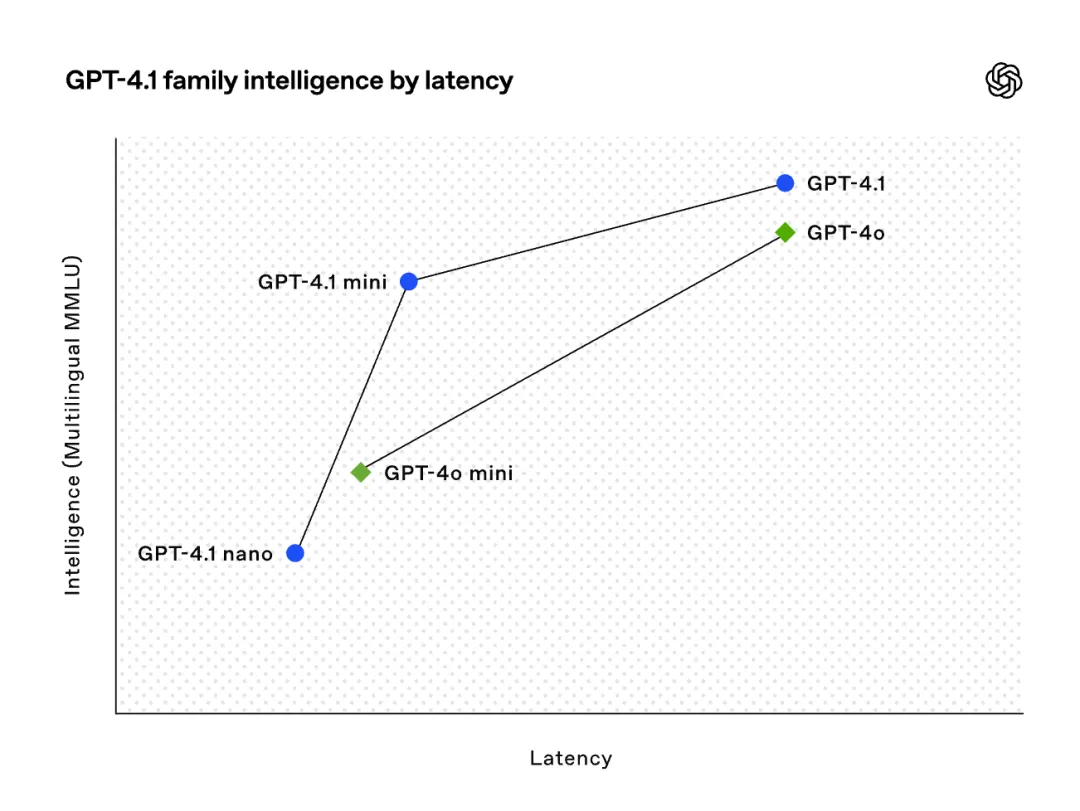 GPT-4.1 family intelligence by latency
GPT-4.1
GPT-4o
GPT-4.1 mini
GPT-4o mini
GPT-4.1 nano
Intelligence (Multilingual MMLU)
Latency